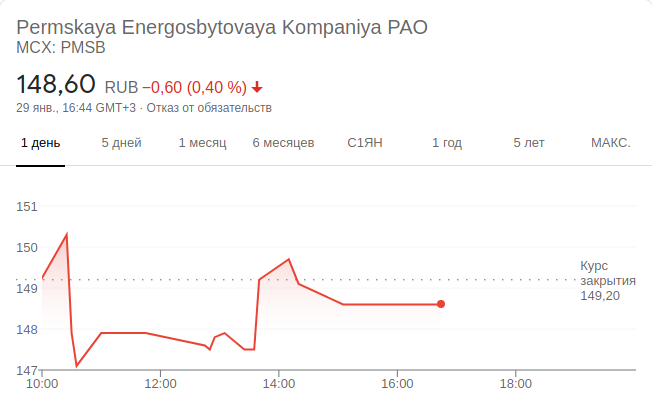 Permskaya Energosbytovaya Kompaniya PAO
MCX: PMSB
148,60 RUB −0,60 (0,40 %)
29 янв., 16:44 GMT+3 · Отказ от обязательств
1 день 5 дней 1 месяц 6 месяцев С1ЯН 1 год 5 лет МАКС.
151
150
149
148
147
Курс
закрытия
149,20
10:00 12:00 14:00 16:00 18:00